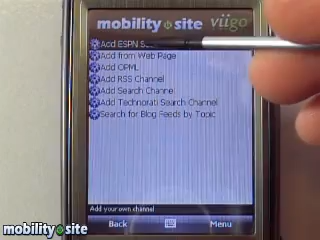 mobility site viigo
Add ESPN
Add from Web Page
Add OPML
Add RSS Channel
Add Search Channel
Add Technorati Search Channel
Search for Blog Feeds by Topic
Add your own channel
Back Menu
mobility site